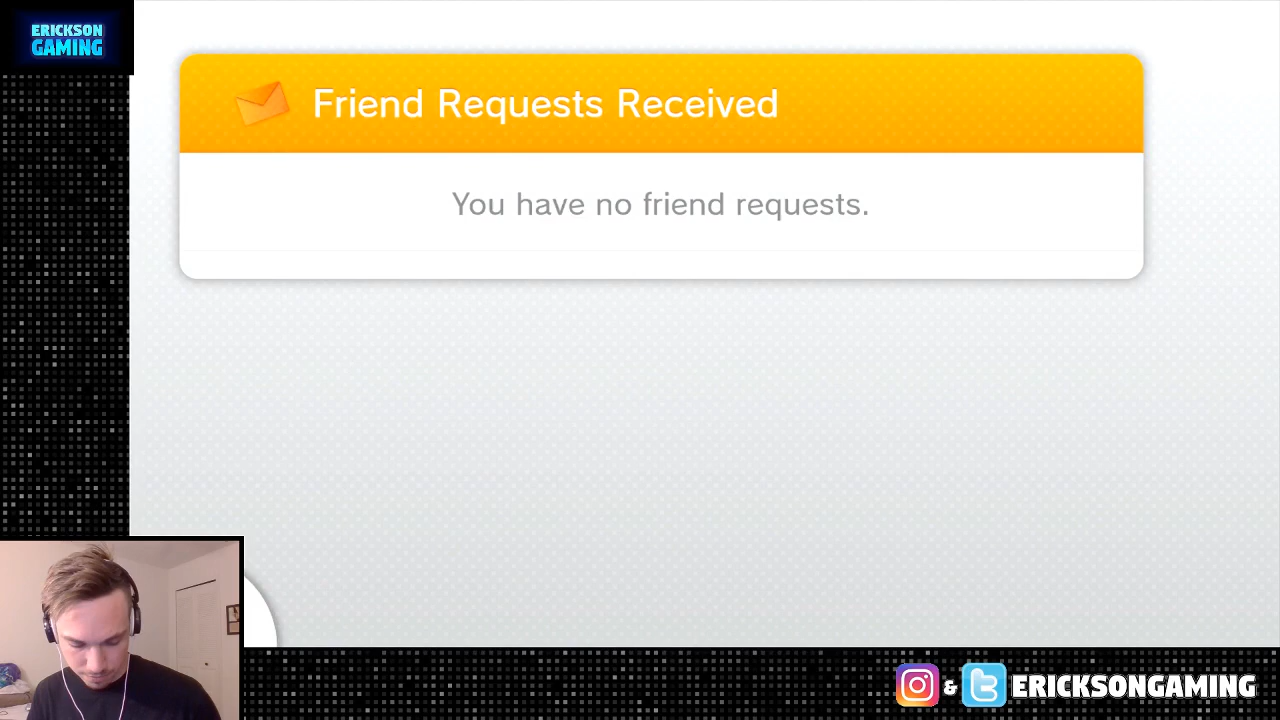 ERICKSON
GAMING
Friend Requests Received
You have no friend requests.
& ERICKSONGAMING